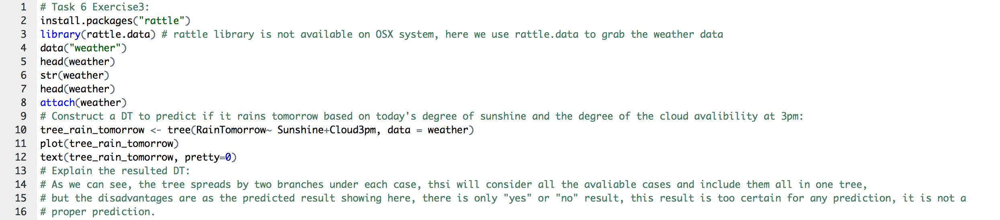 1 # Task 6 Exercise3:
2 install.packages("rattle")
3 library(rattle.data) # rattle library is not available on OSX system, here we use rattle.data to grab the weather data
4 data("weather")
5 head(weather)
6 str(weather)
7 head(weather)
8 attach(weather)
9 # Construct a DT to predict if it rains tomorrow based on today's degree of sunshine and the degree of the cloud avalibility at 3pm:
10 tree_rain_tomorrow <- tree(RainTomorrow~ Sunshine+Cloud3pm, data = weather)
11 plot(tree_rain_tomorrow)
12 text(tree_rain_tomorrow, pretty=0)
13 # Explain the resulted DT:
14 # As we can see, the tree spreads by two branches under each case, thsi will consider all the avaliable cases and include them all in one tree,
15 # but the disadvantages are as the predicted result showing here, there is only "yes" or "no" result, this result is too certain for any prediction, it is not a
16 # proper prediction.